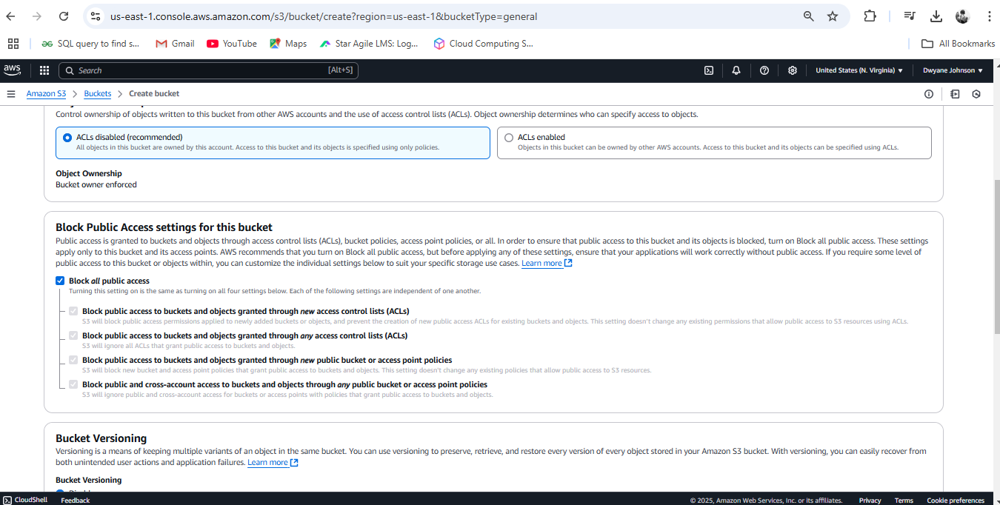 us-east-1.console.aws.amazon.com/s3/bucket/create?region=us-east-1&bucketType=general
SQL query to find s...
Gmail
YouTube
Maps
Star Agile LMS: Log...
Cloud Computing S...
All Bookmarks
aws
Search
[Alt+S]
United States (N. Virginia)
Dwyane Johnson
Amazon S3
Buckets
Create bucket
Control ownership of objects written to this bucket from other AWS accounts and the use of access control lists (ACLs). Object ownership determines who can specify access to objects.
ACLs disabled (recommended)
All objects in this bucket are owned by this account. Access to this bucket and its objects is specified using only policies.
ACLs enabled
Objects in this bucket can be owned by other AWS accounts. Access to this bucket and its objects can be specified using ACLs.
Object Ownership
Bucket owner enforced
Block Public Access settings for this bucket
Public access is granted to buckets and objects through access control lists (ACLs), bucket policies, access point policies, or all. In order to ensure that public access to this bucket and its objects is blocked, turn on Block all public access. These settings
apply only to this bucket and its access points. AWS recommends that you turn on Block all public access, but before applying any of these settings, ensure that your applications will work correctly without public access. If you require some level of
public access to this bucket or objects within, you can customize the individual settings below to suit your specific storage use cases. Learn more
Block all public access
Turning this setting on is the same as turning on all four settings below. Each of the following settings are independent of one another.
Block public access to buckets and objects granted through new access control lists (ACLs)
S3 will block public access permissions applied to newly added buckets or objects, and prevent the creation of new public access ACLs for existing buckets and objects. This setting doesn't change any existing permissions that allow public access to S3 resources using ACLs.
Block public access to buckets and objects granted through any access control lists (ACLs)
S3 will ignore all ACLs that grant public access to buckets and objects.
Block public access to buckets and objects granted through new public bucket or access point policies
S3 will block new bucket and access point policies that grant public access to buckets and objects. This setting doesn't change any existing policies that allow public access to S3 resources.
Block public and cross-account access to buckets and objects through any public bucket or access point policies
S3 will ignore public and cross-account access for buckets or access points with policies that grant public access to buckets and objects.
Bucket Versioning
Versioning is a means of keeping multiple variants of an object in the same bucket. You can use versioning to preserve, retrieve, and restore every version of every object stored in your Amazon S3 bucket. With versioning, you can easily recover from
both unintended user actions and application failures. Learn more
Bucket Versioning
CloudShell
Feedback
© 2025, Amazon Web Services, Inc. or its affiliates.
Privacy
Terms
Cookie preferences